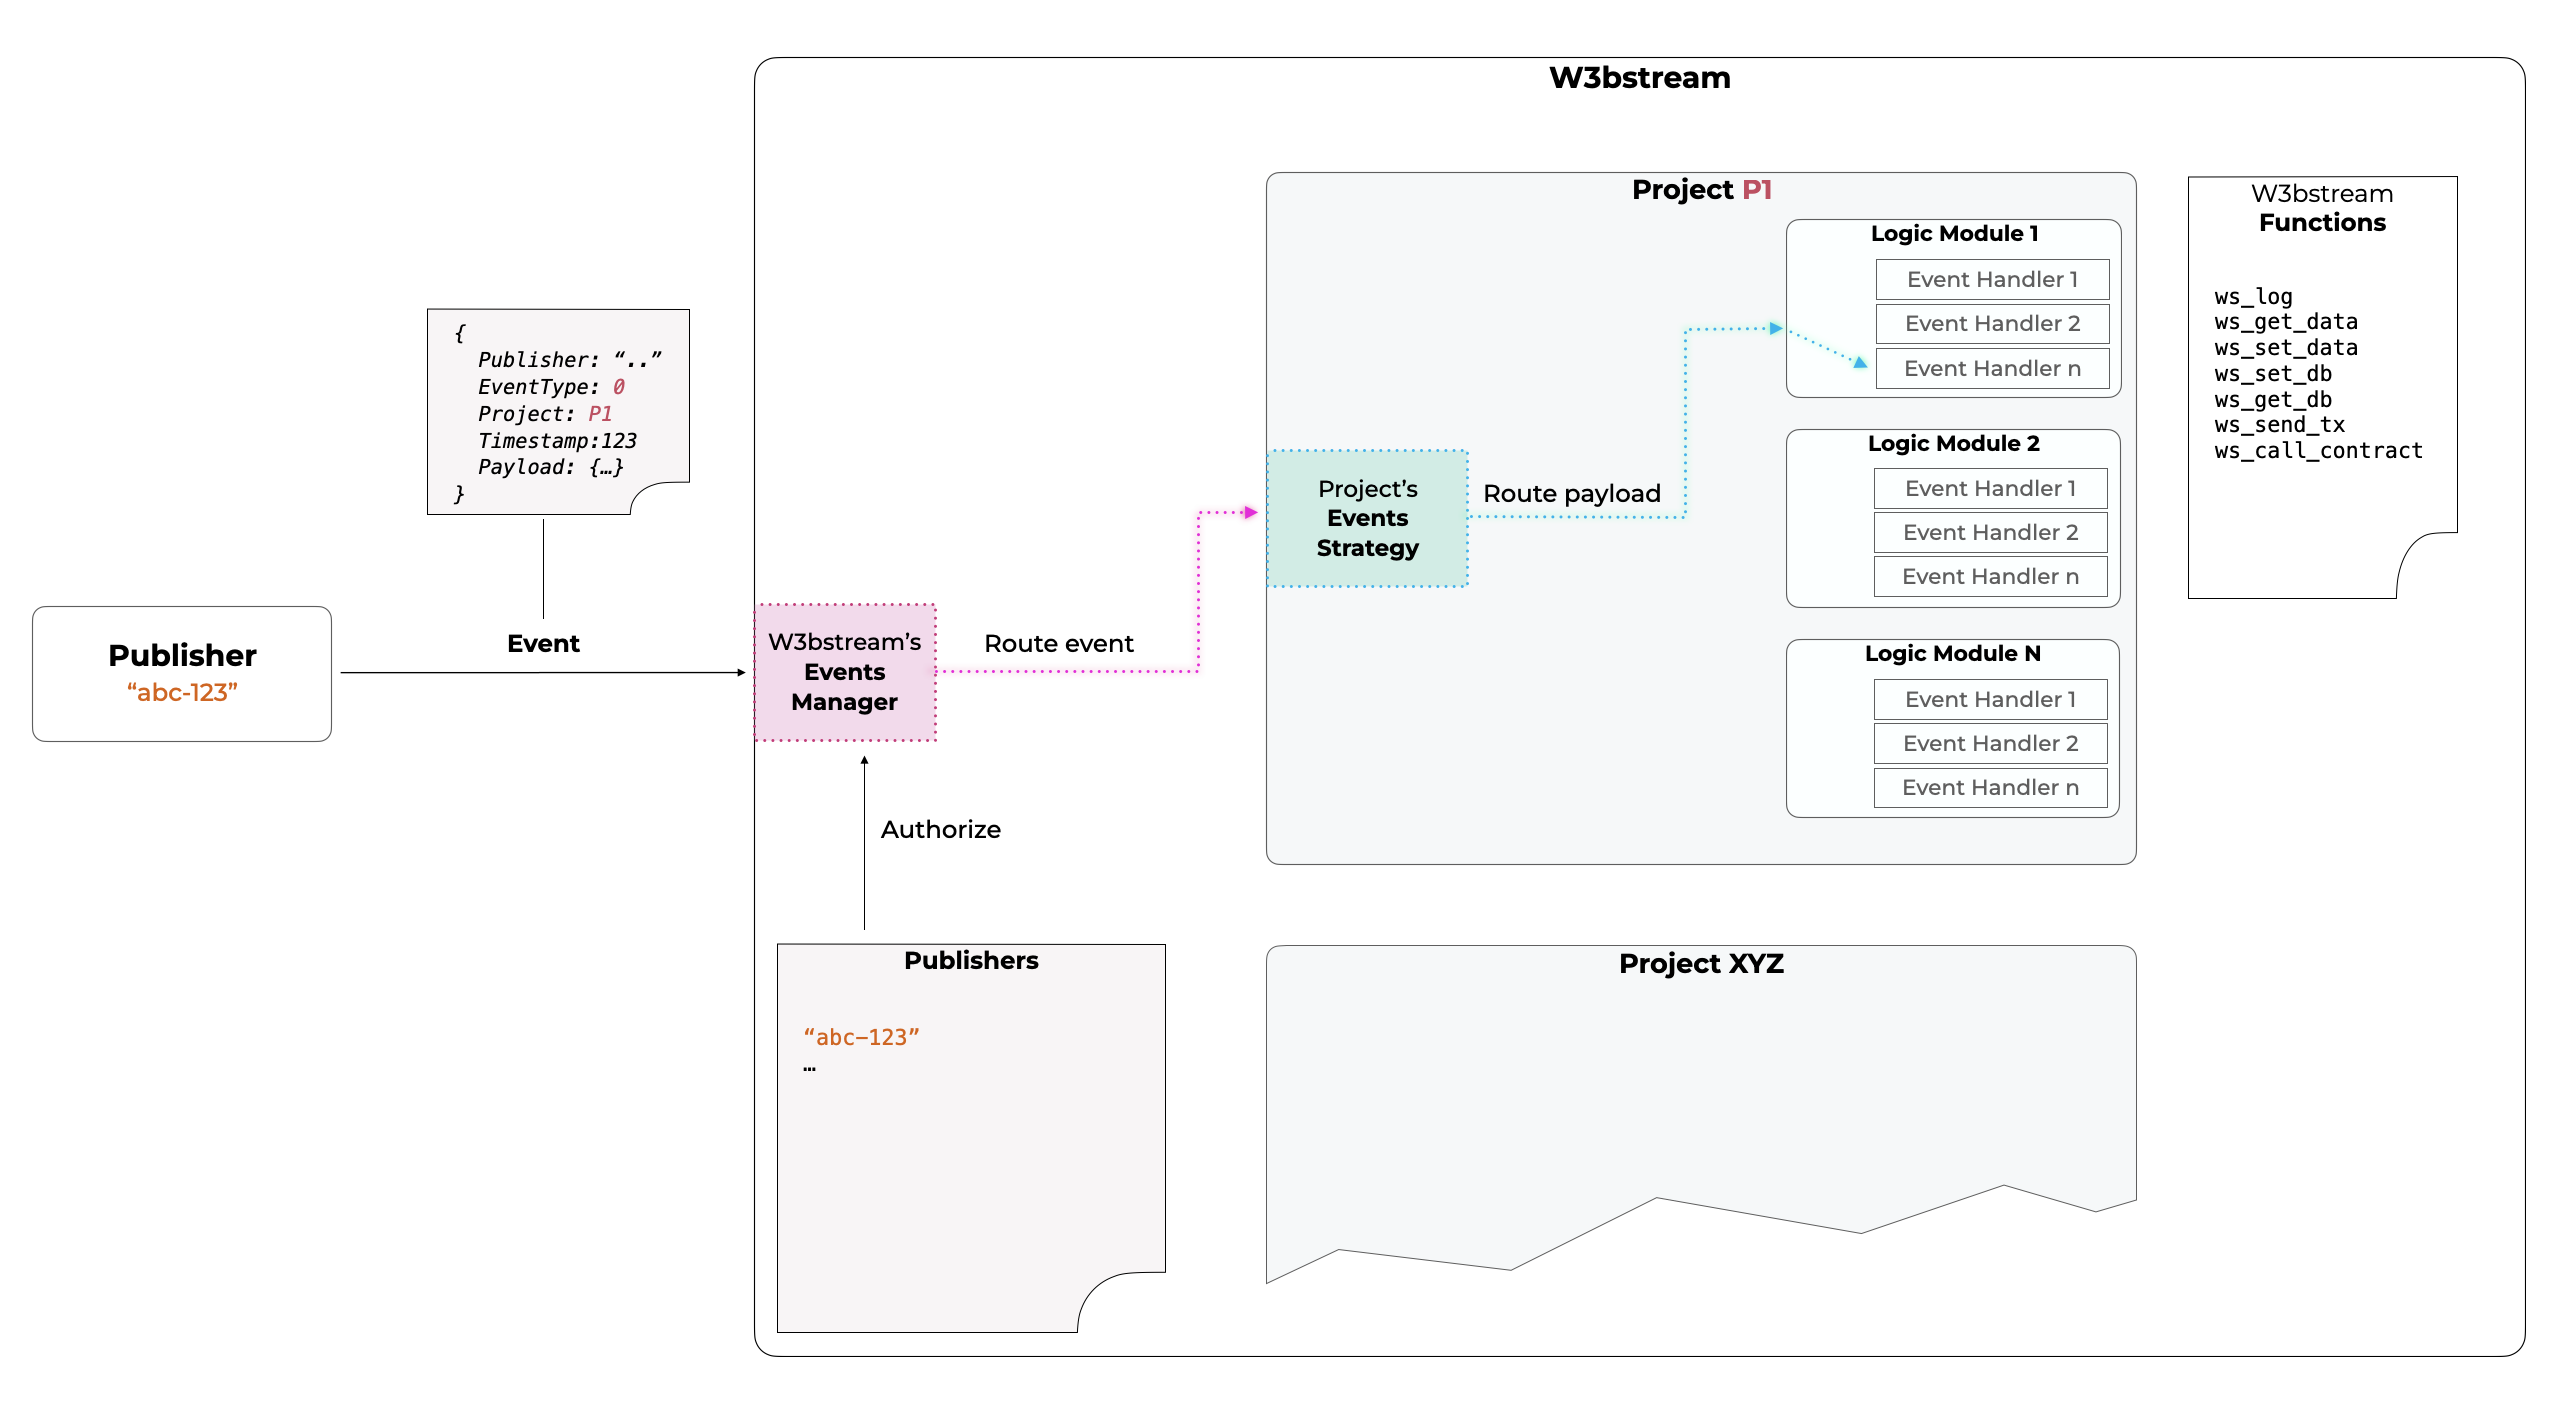 W3bstream
{
Publisher: “..”
EventType: 0
Project: P1
Timestamp:123
Payload: {…}
}
Publisher
“abc-123”
Event
W3bstream’s
Events
Manager
Route event
Authorize
Publishers
“abc–123”
…
Project P1
Project’s
Events
Strategy
Route payload
Logic Module 1
Event Handler 1
Event Handler 2
Event Handler n
Logic Module 2
Event Handler 1
Event Handler 2
Event Handler n
Logic Module N
Event Handler 1
Event Handler 2
Event Handler n
Project XYZ
W3bstream
Functions
ws_log
ws_get_data
ws_set_data
ws_set_db
ws_get_db
ws_send_tx
ws_call_contract